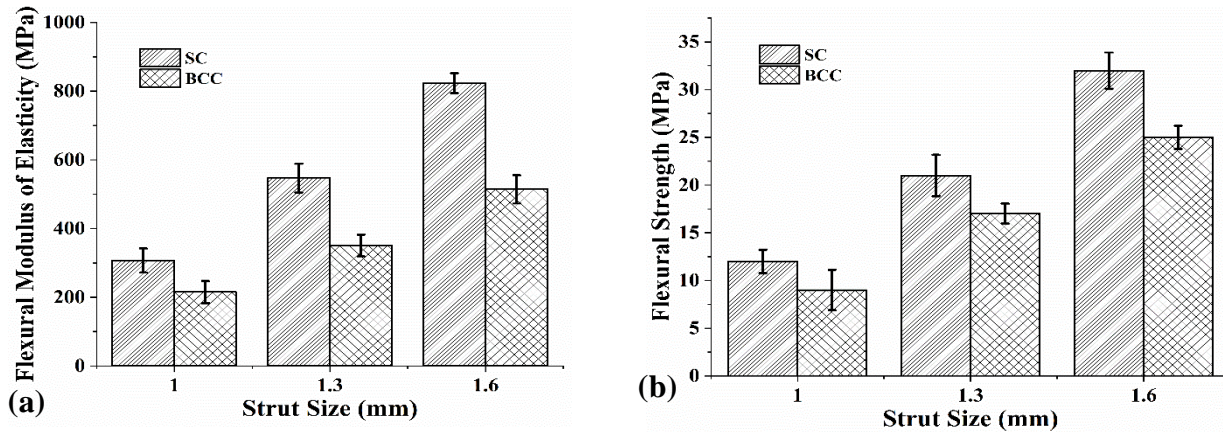 Flexural Modulus of Elasticity (MPa)
1000
800
600
400
200
0
SC
BCC
1
1.3
1.6
Strut Size (mm)
(a)
Flexural Strength (MPa)
35
30
25
20
15
10
5
0
SC
BCC
1
1.3
1.6
Strut Size (mm)
(b)